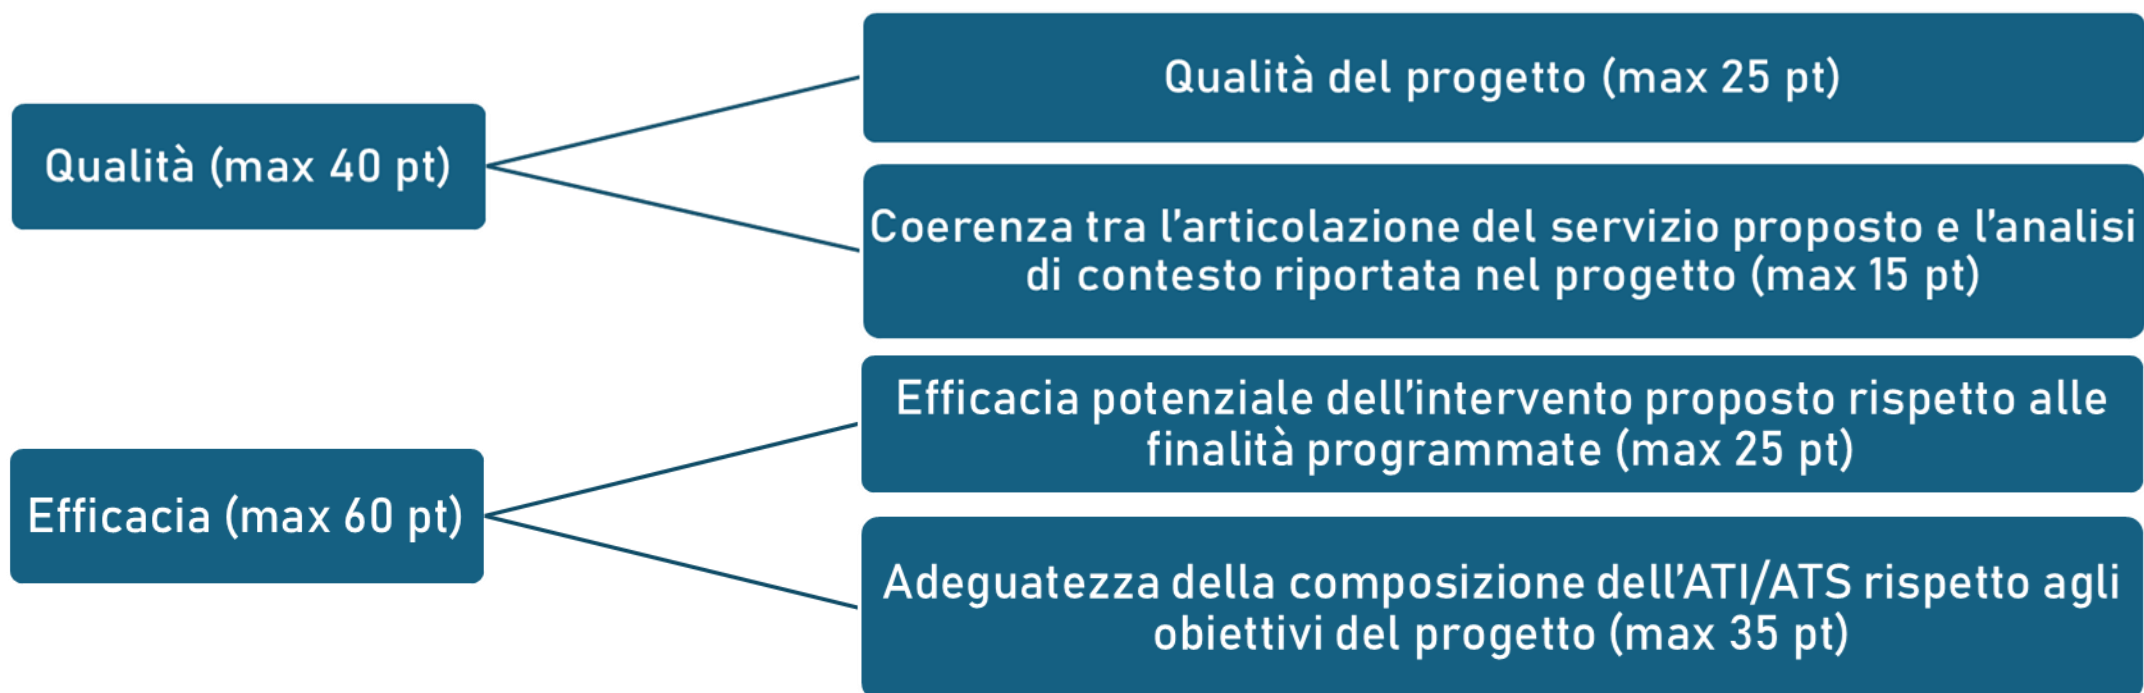 Qualità (max 40 pt)
Qualità del progetto (max 25 pt)
Coerenza tra l’articolazione del servizio proposto e l’analisi
di contesto riportata nel progetto (max 15 pt)
Efficacia (max 60 pt)
Efficacia potenziale dell’intervento proposto rispetto alle
finalità programmate (max 25 pt)
Adeguatezza della composizione dell’ATI/ATS rispetto agli
obiettivi del progetto (max 35 pt)